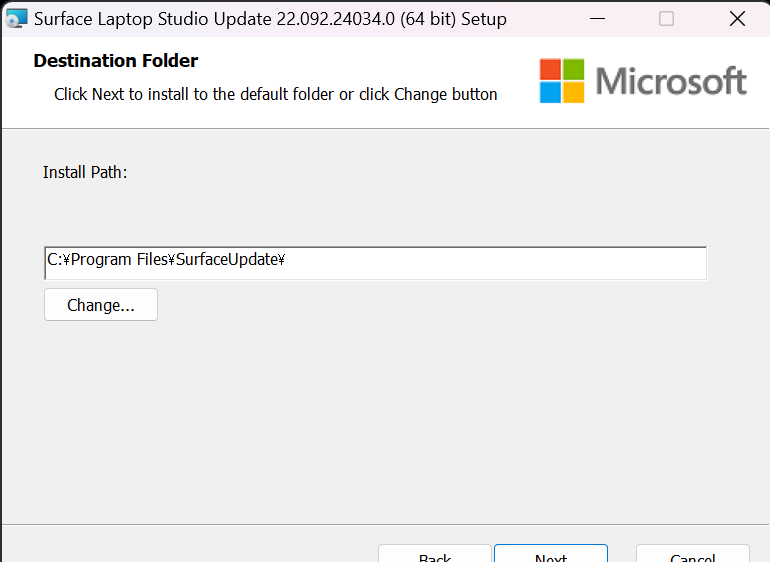 Surface Laptop Studio Update 22.092.24034.0 (64 bit) Setup
Destination Folder
Click Next to install to the default folder or click Change button
Microsoft
Install Path:
C:¥Program Files¥SurfaceUpdate¥
Change...
Back
Next
Cancel